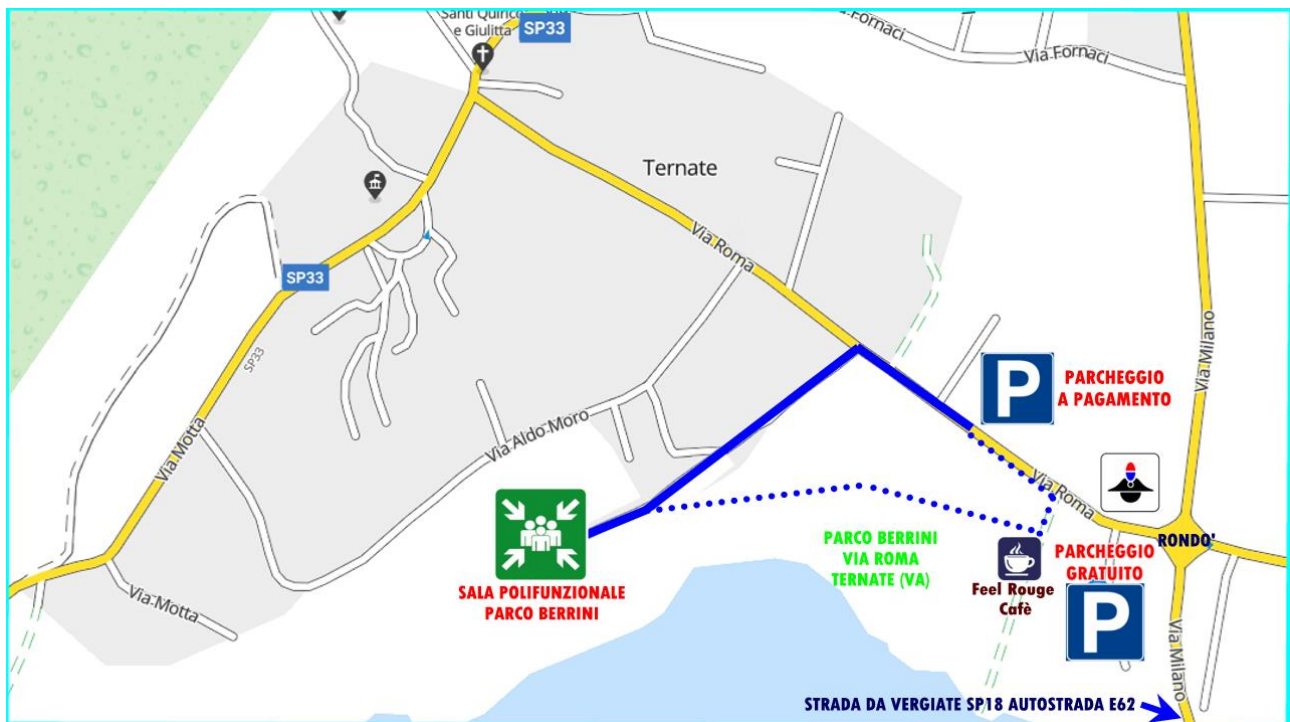 Santi Quirico
e Giulitta
SP33
Via Fornaci
Via Fornaci
Ternate
Via Roma
SP33
SP33
Via Milano
P
PARCHEGGIO
A PAGAMENTO
Via Motta
Via Aldo Moro
Via Roma
RONDO'
PARCO BERRINI
VIA ROMA
TERNATE (VA)
PARCHEGGIO
GRATUITO
Feel Rouge
Cafè
P
SALA POLIFUNZIONALE
PARCO BERRINI
Via Motta
Via Milano
STRADA DA VERGIATE SP18 AUTOSTRADA E62